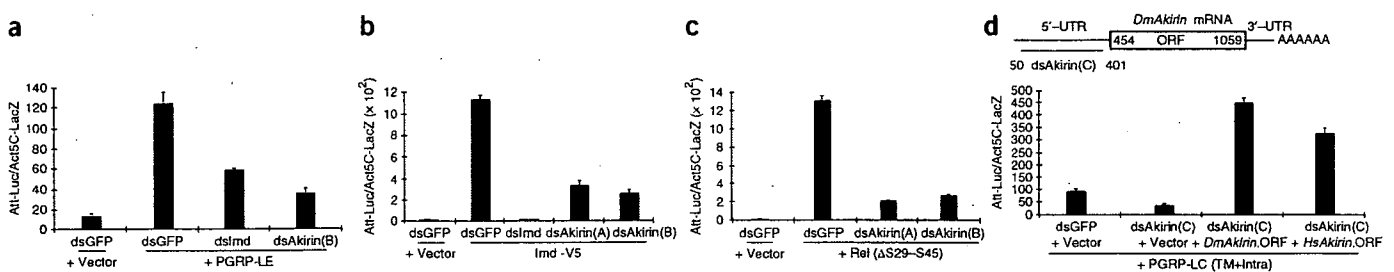 a
Att-Luc/Act5C-LacZ
140
120
100
80
60
40
20
0
dsGFP
dsGFP
dsImd
dsAkirin(B)
+ Vector
+ PGRP-LE
b
Att-Luc/Act5C-LacZ (× 10²)
12
10
8
6
4
2
0
dsGFP
dsGFP
dsImd
dsAkirin(A)
dsAkirin(B)
+ Vector
Imd -V5
c
Att-Luc/Act5C-LacZ (× 10²)
14
12
10
8
6
4
2
0
dsGFP
dsGFP
dsAkirin(A)
dsAkirin(B)
+ Vector
+ Rel (ΔS29–S45)
d
5'–UTR
DmAkirin mRNA
3'–UTR
454 ORF 1059
AAAAAA
50 dsAkirin(C) 401
Att-Luc/Act5C-LacZ
500
450
400
350
300
250
200
150
100
50
0
dsGFP
dsAkirin(C)
dsAkirin(C)
dsAkirin(C)
+ Vector
+ Vector
+ DmAkirin.ORF
+ HsAkirin.ORF
+ PGRP-LC (TM+Intra)